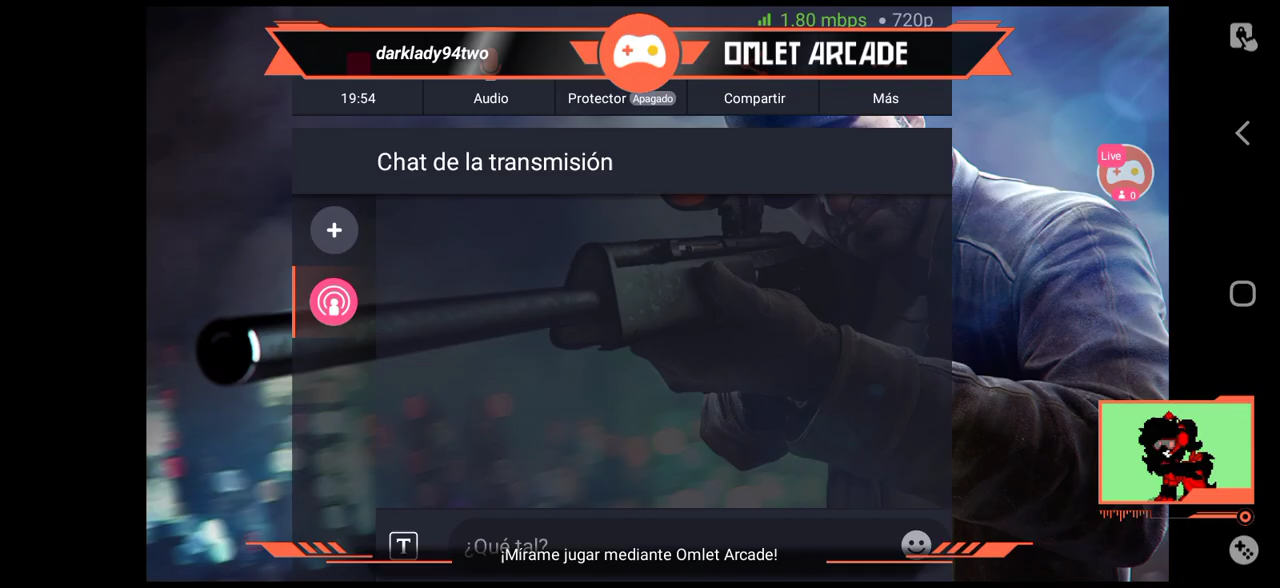 1.80 mbps • 720p
darklady94two
OMLET ARCADE
19:54
Audio
Protector Apagado
Compartir
Más
Chat de la transmisión
Live
0
T
¿Qué tal?
¡Mírame jugar mediante Omlet Arcade!